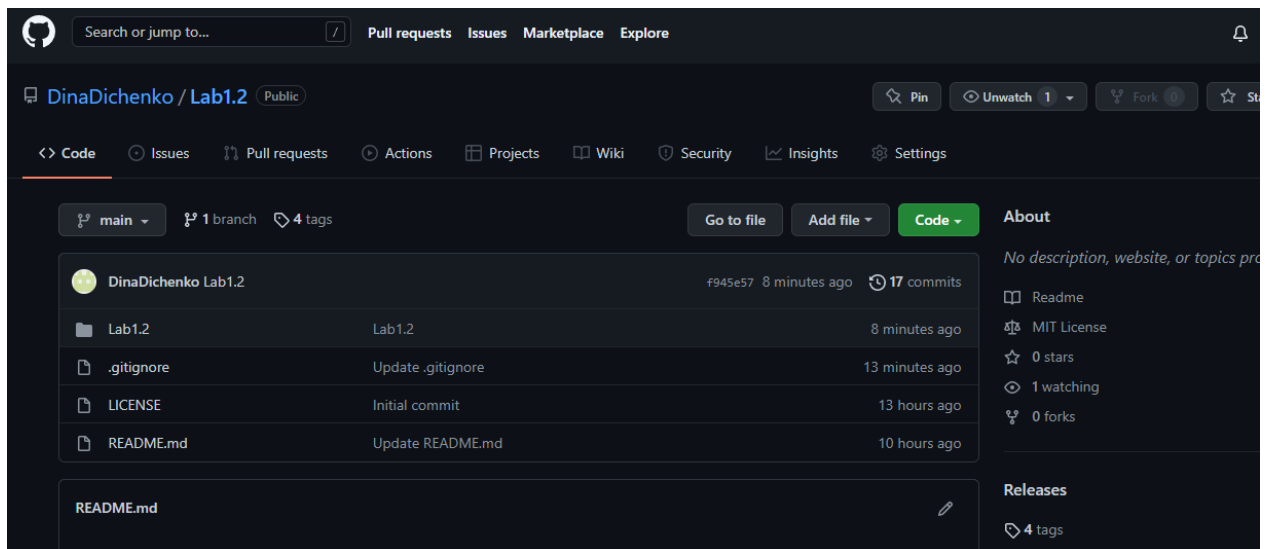 Search or jump to... / Pull requests Issues Marketplace Explore
DinaDichenko / Lab1.2 Public Pin Unwatch 1 Fork 0
Code Issues Pull requests Actions Projects Wiki Security Insights Settings
main 1 branch 4 tags Go to file Add file Code
About
No description, website, or topics
DinaDichenko Lab1.2 f945e57 8 minutes ago 17 commits
Readme
Lab1.2 Lab1.2 8 minutes ago
MIT License
0 stars
.gitignore Update .gitignore 13 minutes ago
1 watching
LICENSE Initial commit 13 hours ago
0 forks
README.md Update README.md 10 hours ago
Releases
README.md
4 tags